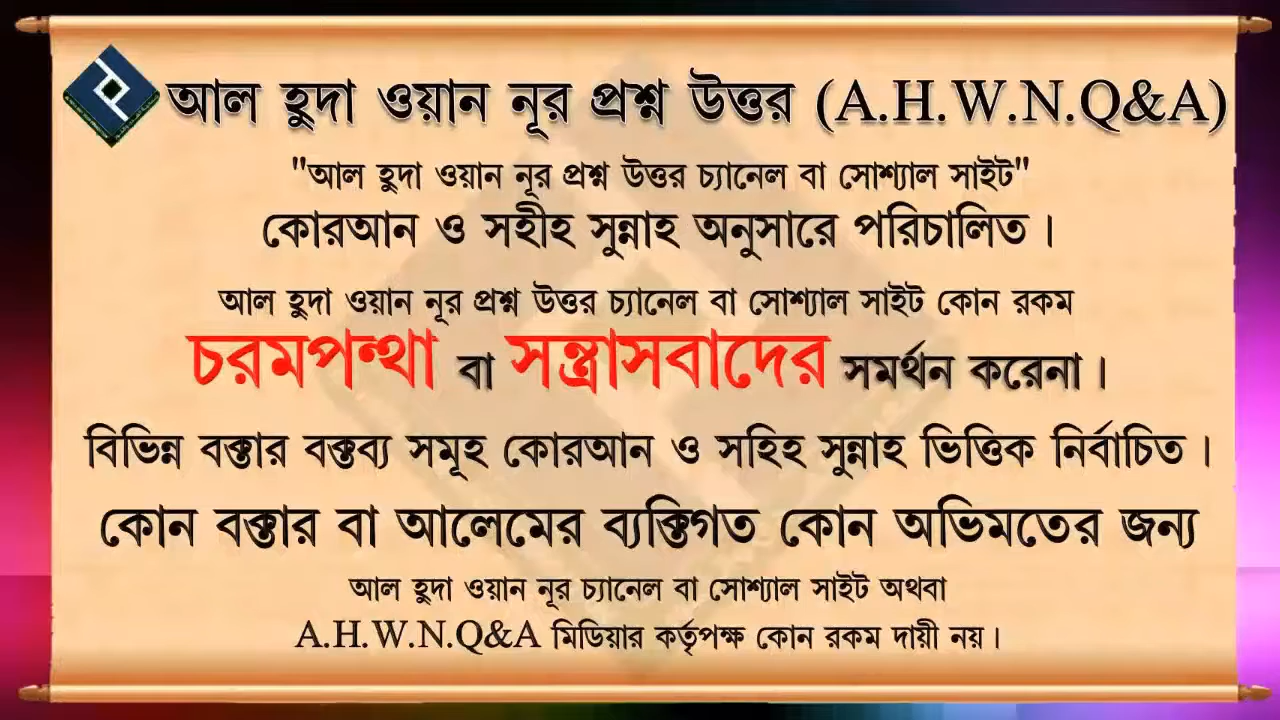 আল হুদা ওয়ান নূর প্রশ্ন উত্তর (A.H.W.N.Q&A)
"আল হুদা ওয়ান নূর প্রশ্ন উত্তর চ্যানেল বা সোশ্যাল সাইট"
কোরআন ও সহীহ সুন্নাহ অনুসারে পরিচালিত।
আল হুদা ওয়ান নূর প্রশ্ন উত্তর চ্যানেল বা সোশ্যাল সাইট কোন রকম
চরমপন্থা বা সন্ত্রাসবাদের সমর্থন করেনা।
বিভিন্ন বক্তার বক্তব্য সমূহ কোরআন ও সহিহ সুন্নাহ ভিত্তিক নির্বাচিত।
কোন বক্তার বা আলেমের ব্যক্তিগত কোন অভিমতের জন্য
আল হুদা ওয়ান নূর চ্যানেল বা সোশ্যাল সাইট অথবা
A.H.W.N.Q&A মিডিয়ার কর্তৃপক্ষ কোন রকম দায়ী নয়।